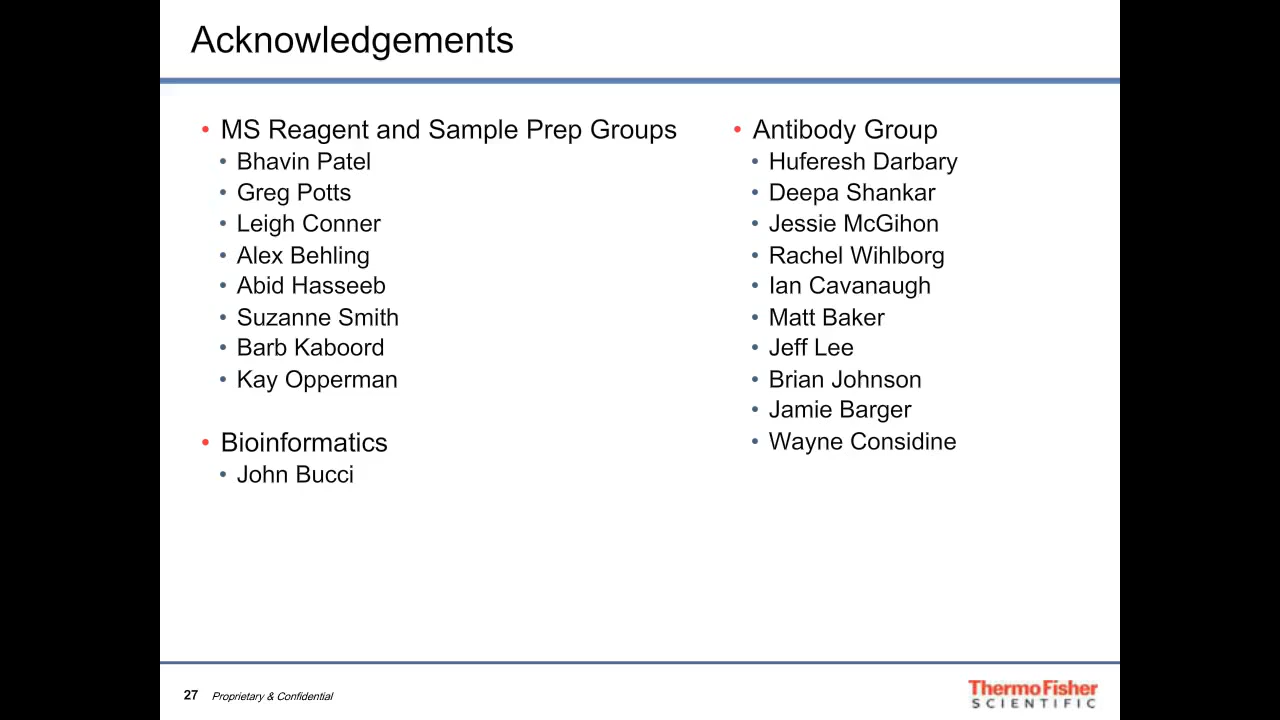 Acknowledgements
• MS Reagent and Sample Prep Groups
• Bhavin Patel
• Greg Potts
• Leigh Conner
• Alex Behling
• Abid Hasseeb
• Suzanne Smith
• Barb Kaboord
• Kay Opperman
• Bioinformatics
• John Bucci
• Antibody Group
• Huferesh Darbary
• Deepa Shankar
• Jessie McGihon
• Rachel Wihlborg
• Ian Cavanaugh
• Matt Baker
• Jeff Lee
• Brian Johnson
• Jamie Barger
• Wayne Considine
27 Proprietary & Confidential
ThermoFisher
SCIENTIFIC